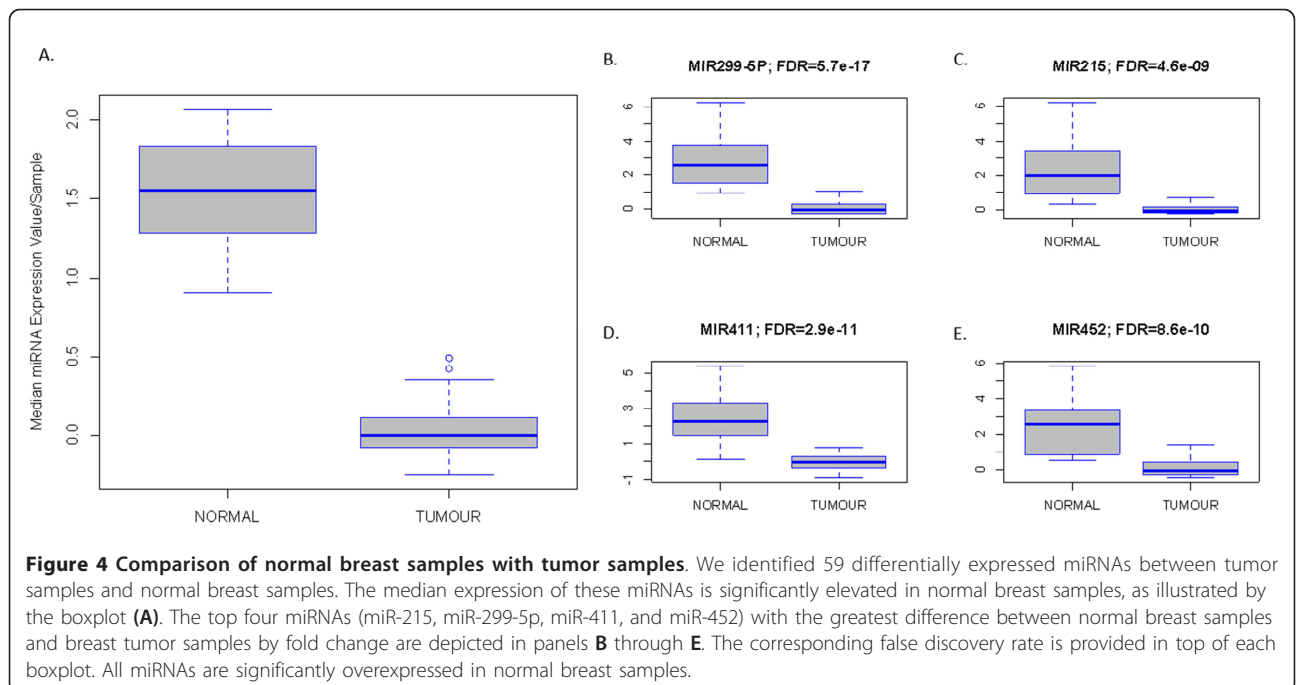 A.
Median miRNA Expression Value/Sample
2.0
1.5
1.0
0.5
0.0
NORMAL TUMOUR
B.
MIR299-5P; FDR=5.7e-17
6
4
2
0
NORMAL TUMOUR
C.
MIR215; FDR=4.6e-09
6
4
2
0
NORMAL TUMOUR
D.
MIR411; FDR=2.9e-11
5
3
1
-1
NORMAL TUMOUR
E.
MIR452; FDR=8.6e-10
6
4
2
0
NORMAL TUMOUR
Figure 4 Comparison of normal breast samples with tumor samples. We identified 59 differentially expressed miRNAs between tumor
samples and normal breast samples. The median expression of these miRNAs is significantly elevated in normal breast samples, as illustrated by
the boxplot (A). The top four miRNAs (miR-215, miR-299-5p, miR-411, and miR-452) with the greatest difference between normal breast samples
and breast tumor samples by fold change are depicted in panels B through E. The corresponding false discovery rate is provided in top of each
boxplot. All miRNAs are significantly overexpressed in normal breast samples.